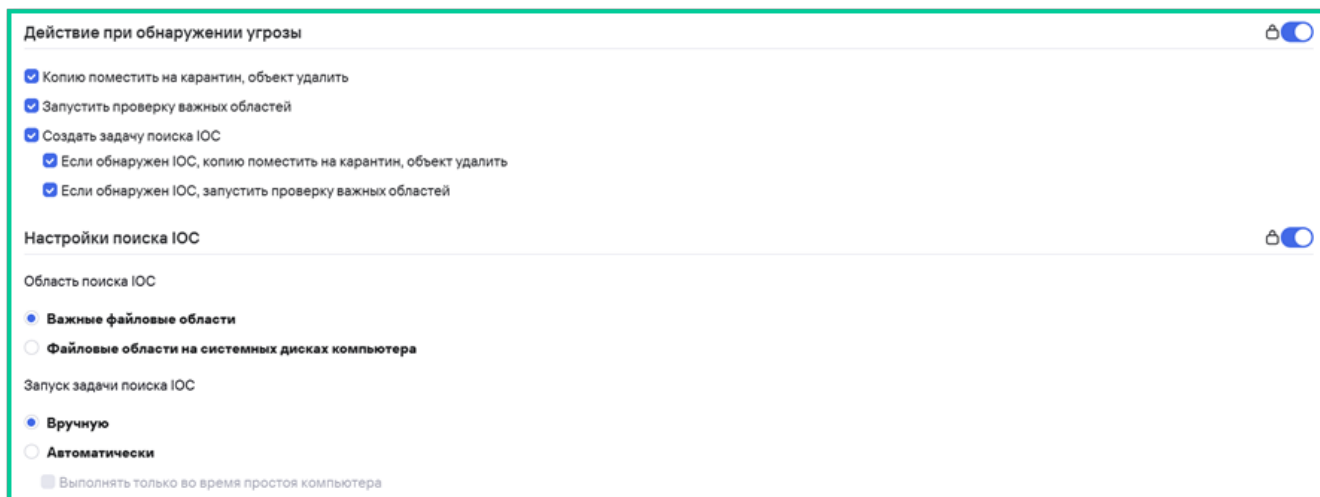 Действие при обнаружении угрозы
Копию поместить на карантин, объект удалить
Запустить проверку важных областей
Создать задачу поиска IOC
Если обнаружен IOC, копию поместить на карантин, объект удалить
Если обнаружен IOC, запустить проверку важных областей
Настройки поиска IOC
Область поиска IOC
Важные файловые области
Файловые области на системных дисках компьютера
Запуск задачи поиска IOC
Вручную
Автоматически
Выполнять только во время простоя компьютера